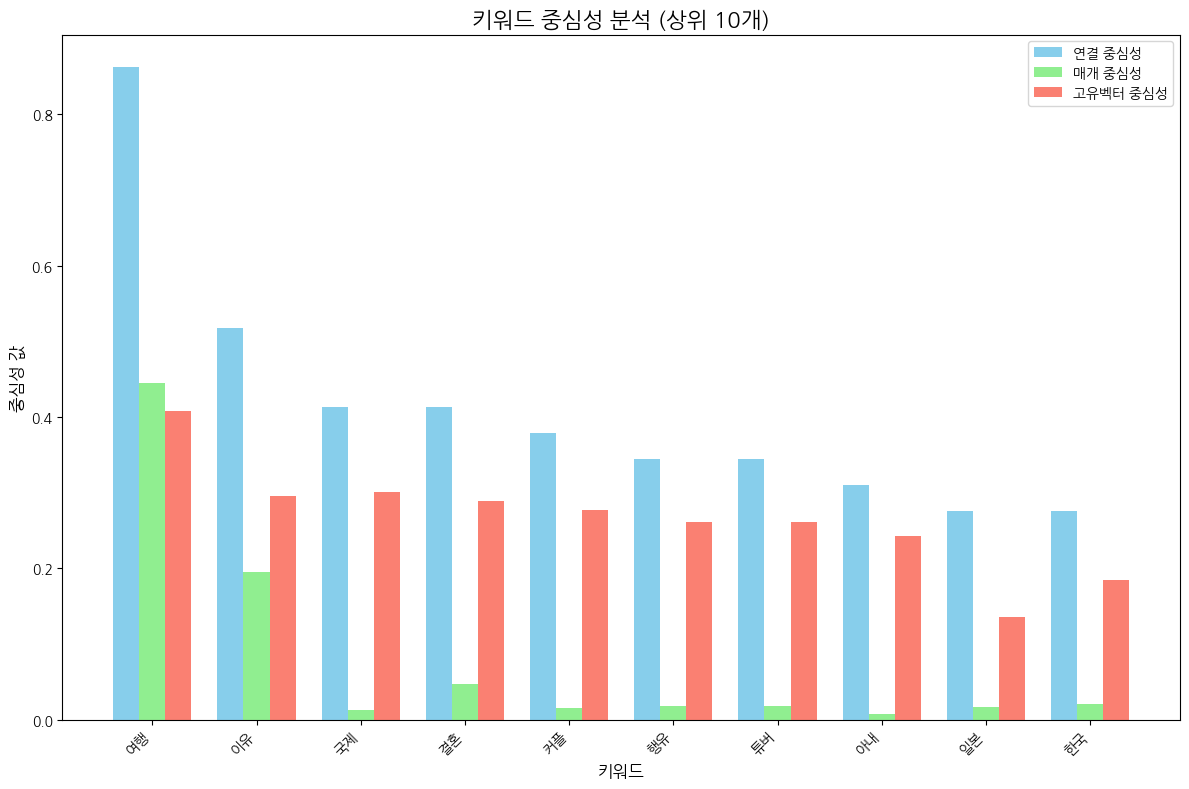 키워드 중심성 분석 (상위 10개)
연결 중심성
매개 중심성
고유벡터 중심성
중심성 값
0.8
0.6
0.4
0.2
0.0
여행
이유
국제
결혼
커플
행유
튜버
아내
일본
한국
키워드